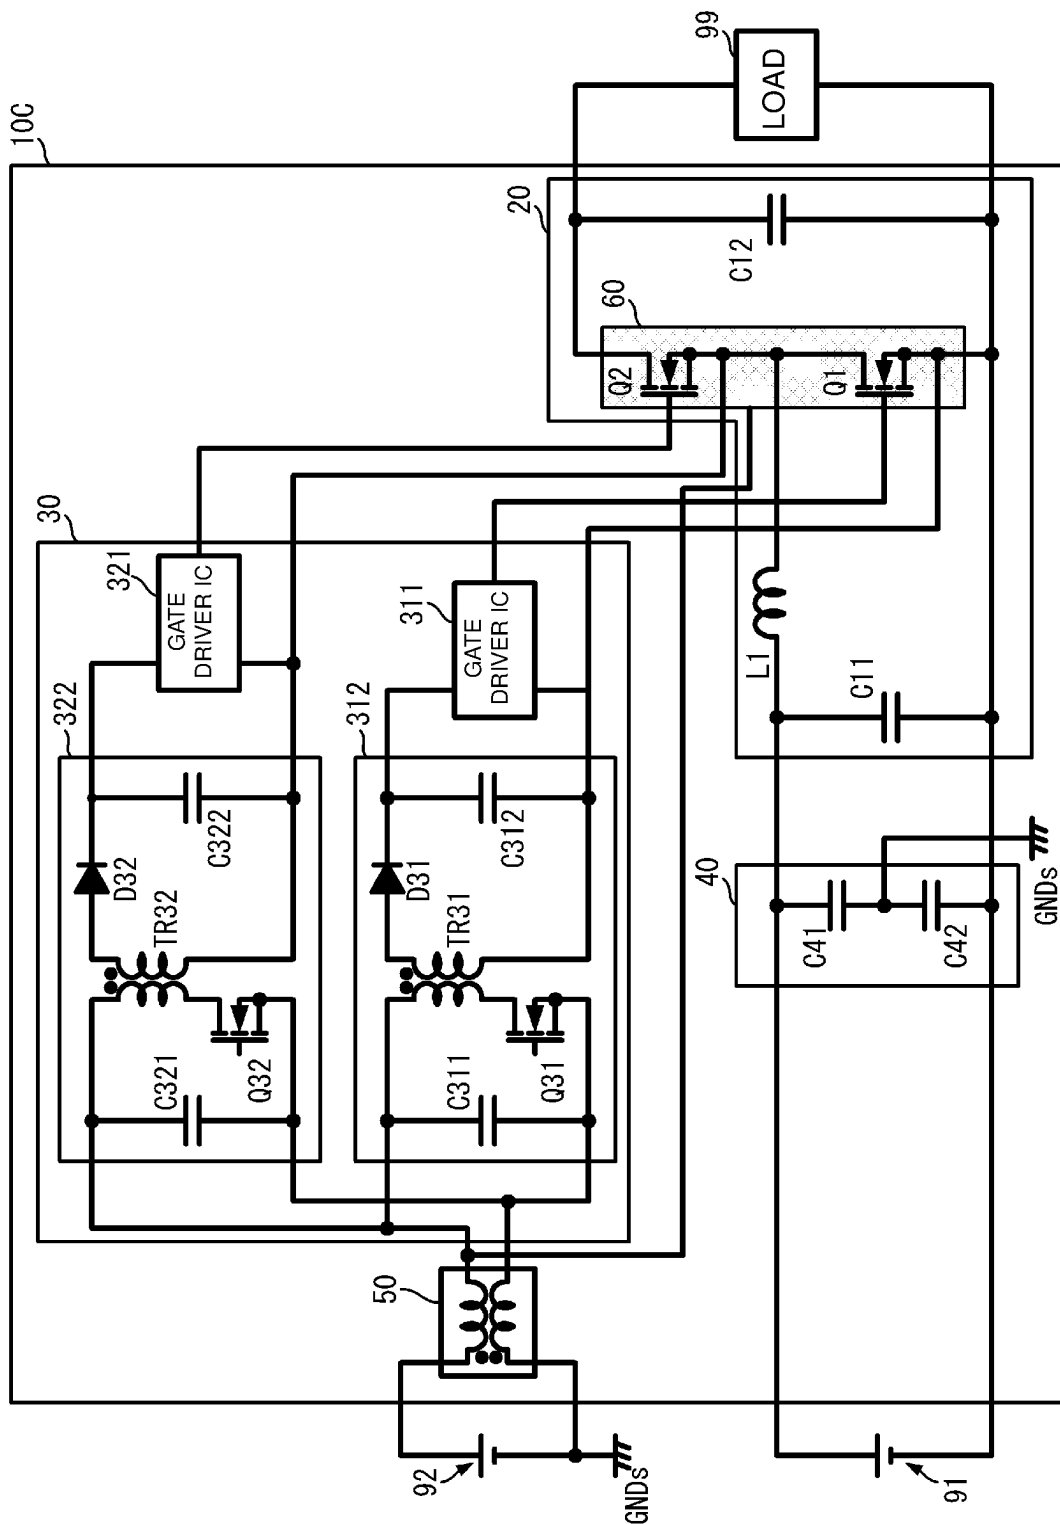 10C
99
LOAD
20
C12
60
Q2
Q1
30
321
GATE
DRIVER IC
311
GATE
DRIVER IC
L1
C11
322
312
C322
D32
TR32
C312
D31
TR31
40
C41
C42
GNDs
C321
Q32
C311
Q31
50
92
GNDs
91